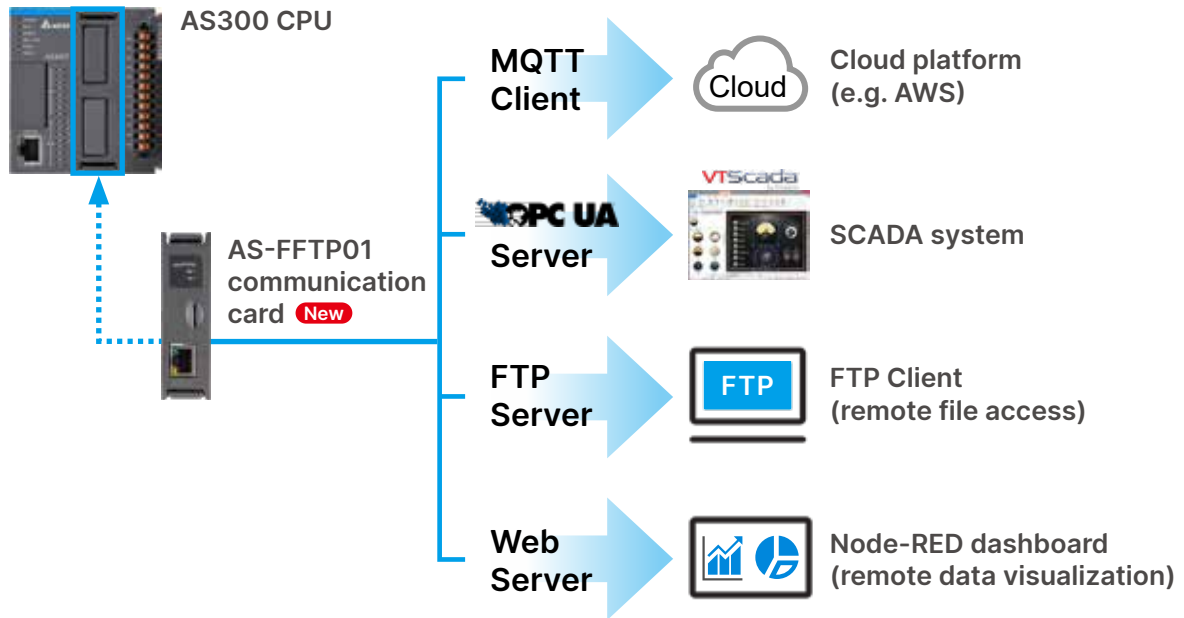 AS300 CPU
MQTT
Client
Cloud
Cloud platform
(e.g. AWS)
VTScada
OPC UA
Server
SCADA system
AS-FFTP01
communication
card New
FTP
Server
FTP
FTP Client
(remote file access)
Web
Server
Node-RED dashboard
(remote data visualization)